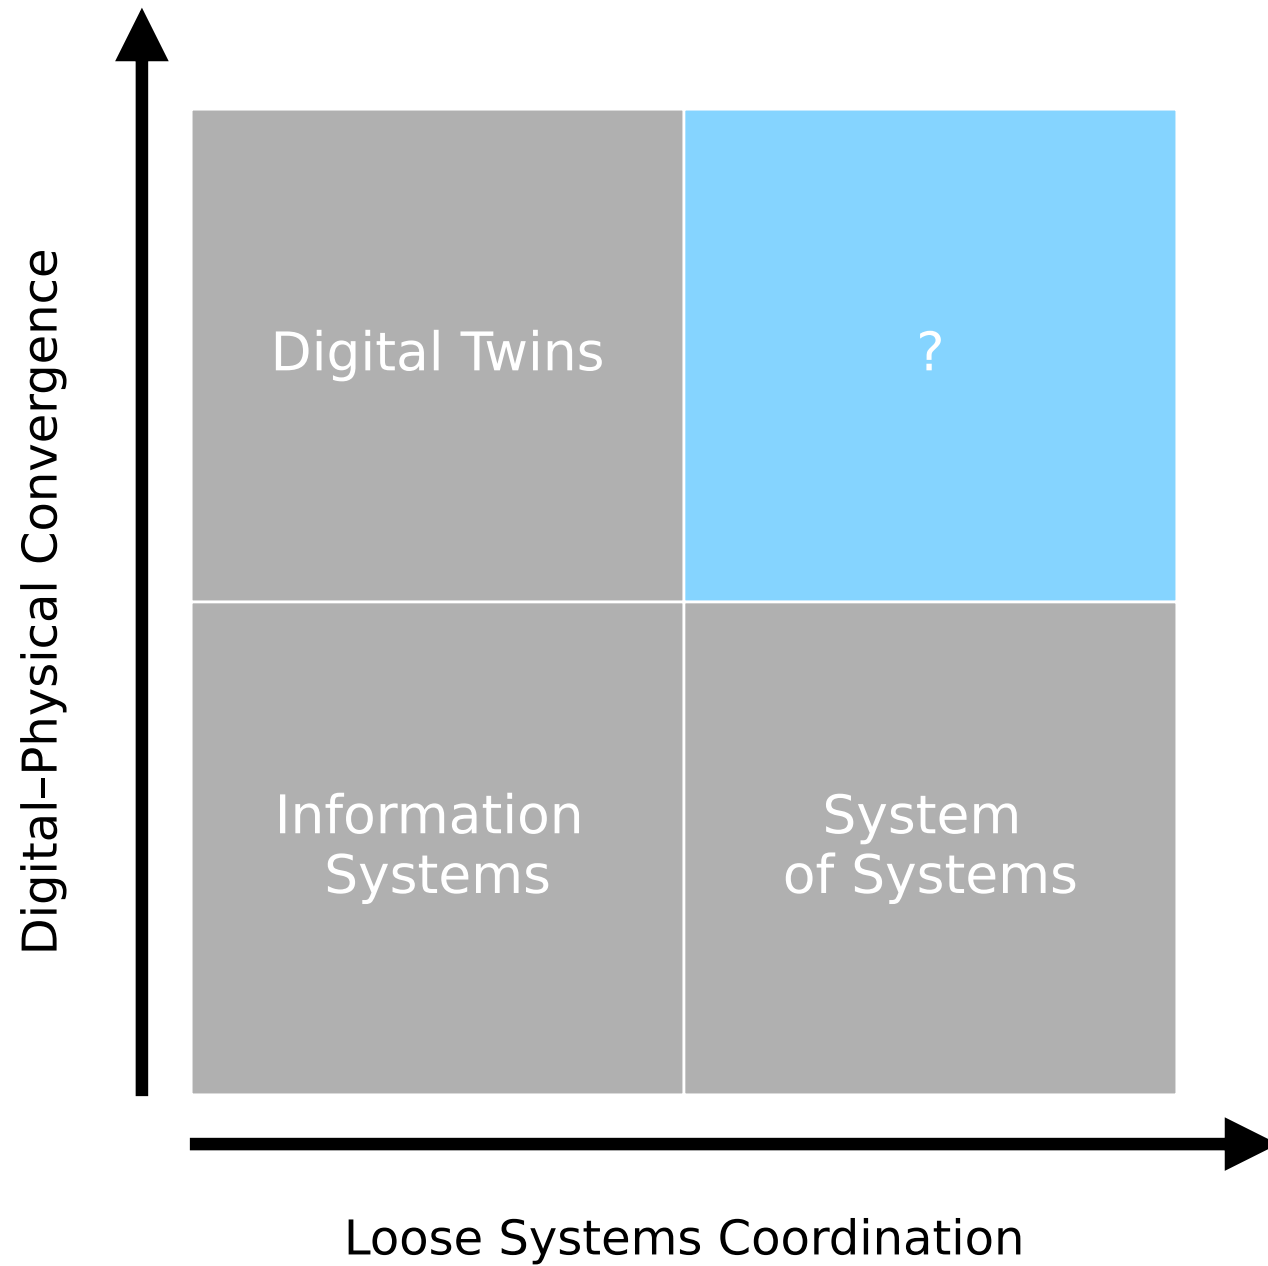 Digital–Physical Convergence
Digital Twins
?
Information
Systems
System
of Systems
Loose Systems Coordination